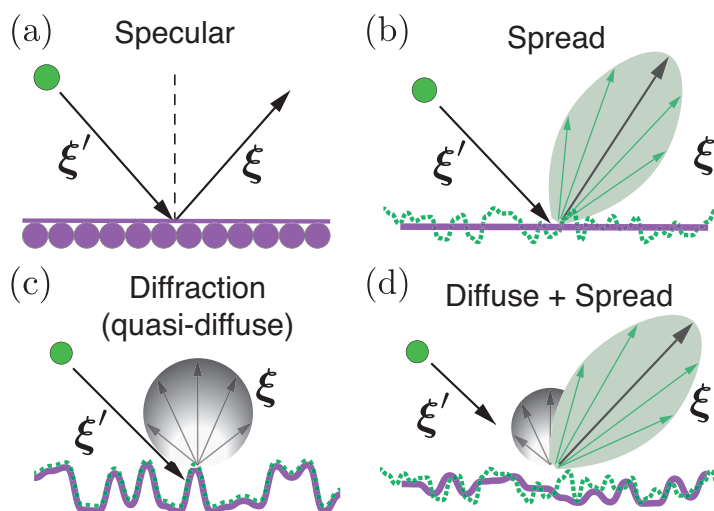 (a)
Specular
ξ′
ξ
(b)
Spread
ξ′
ξ
(c)
Diffraction
(quasi-diffuse)
ξ′
ξ
(d)
Diffuse + Spread
ξ′
ξ